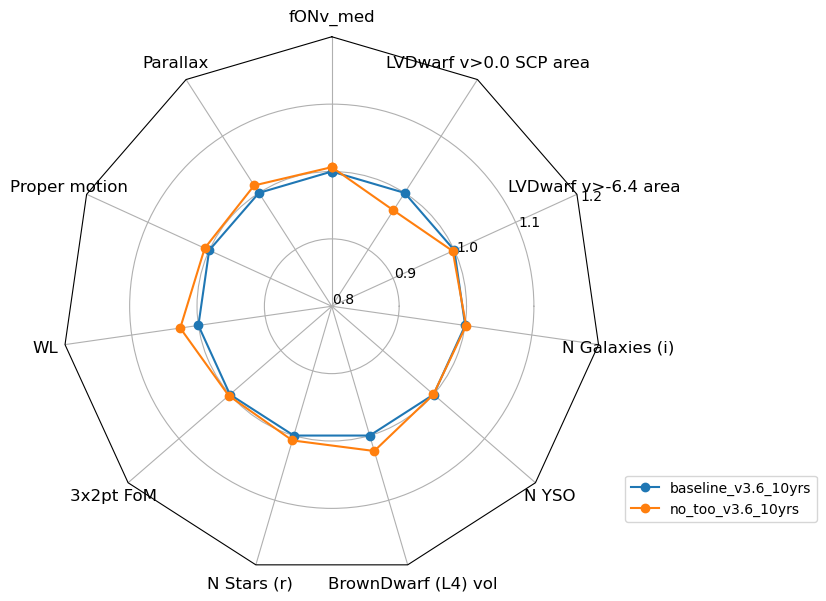 fONv_med
Parallax
LVDwarf v>0.0 SCP area
Proper motion
LVDwarf v>-6.4 area
1.2
1.1
1.0
0.9
0.8
WL
N Galaxies (i)
3x2pt FoM
N YSO
N Stars (r)
BrownDwarf (L4) vol
baseline_v3.6_10yrs
no_too_v3.6_10yrs